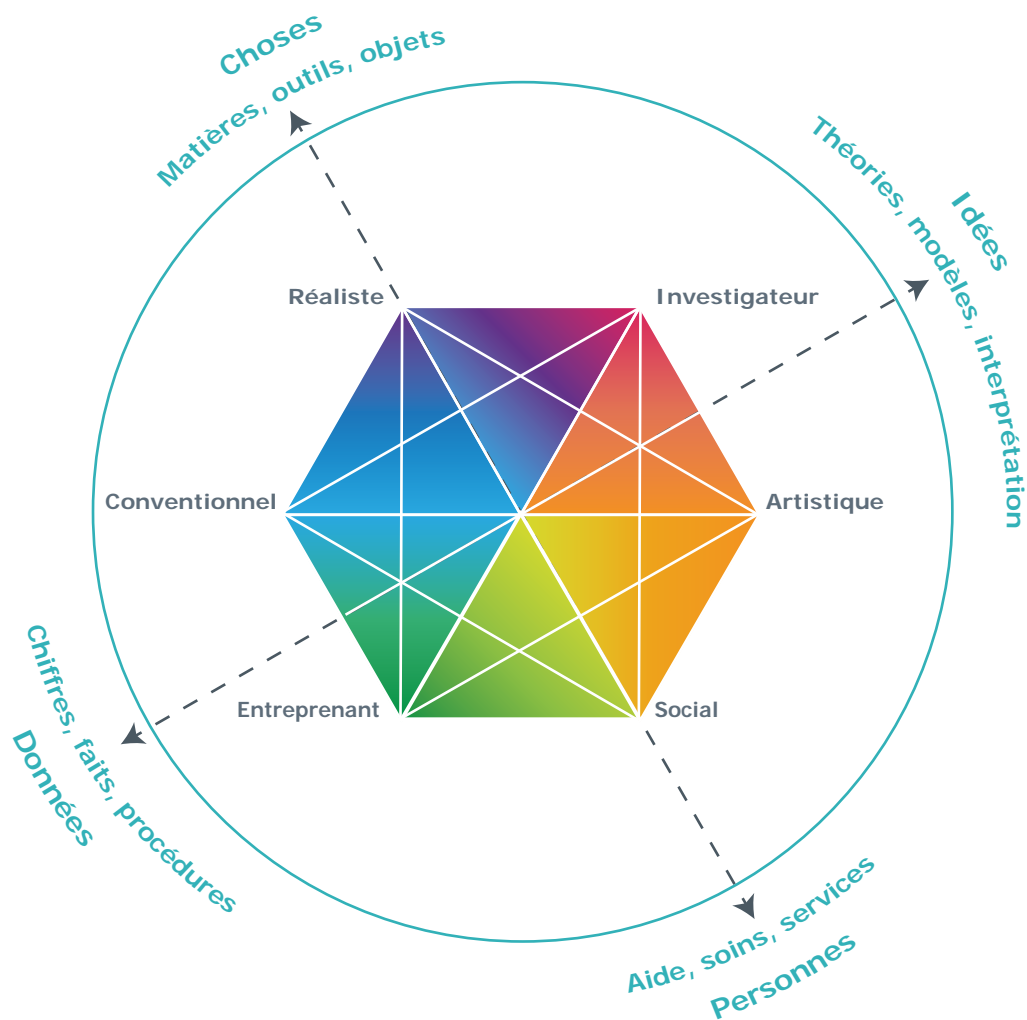 Choses
Matières, outils, objets
Théories, modèles, interprétation
Idées
Réaliste
Investigateur
Conventionnel
Artistique
Entreprenant
Social
Chiffres, faits, procédures
Données
Aide, soins, services
Personnes